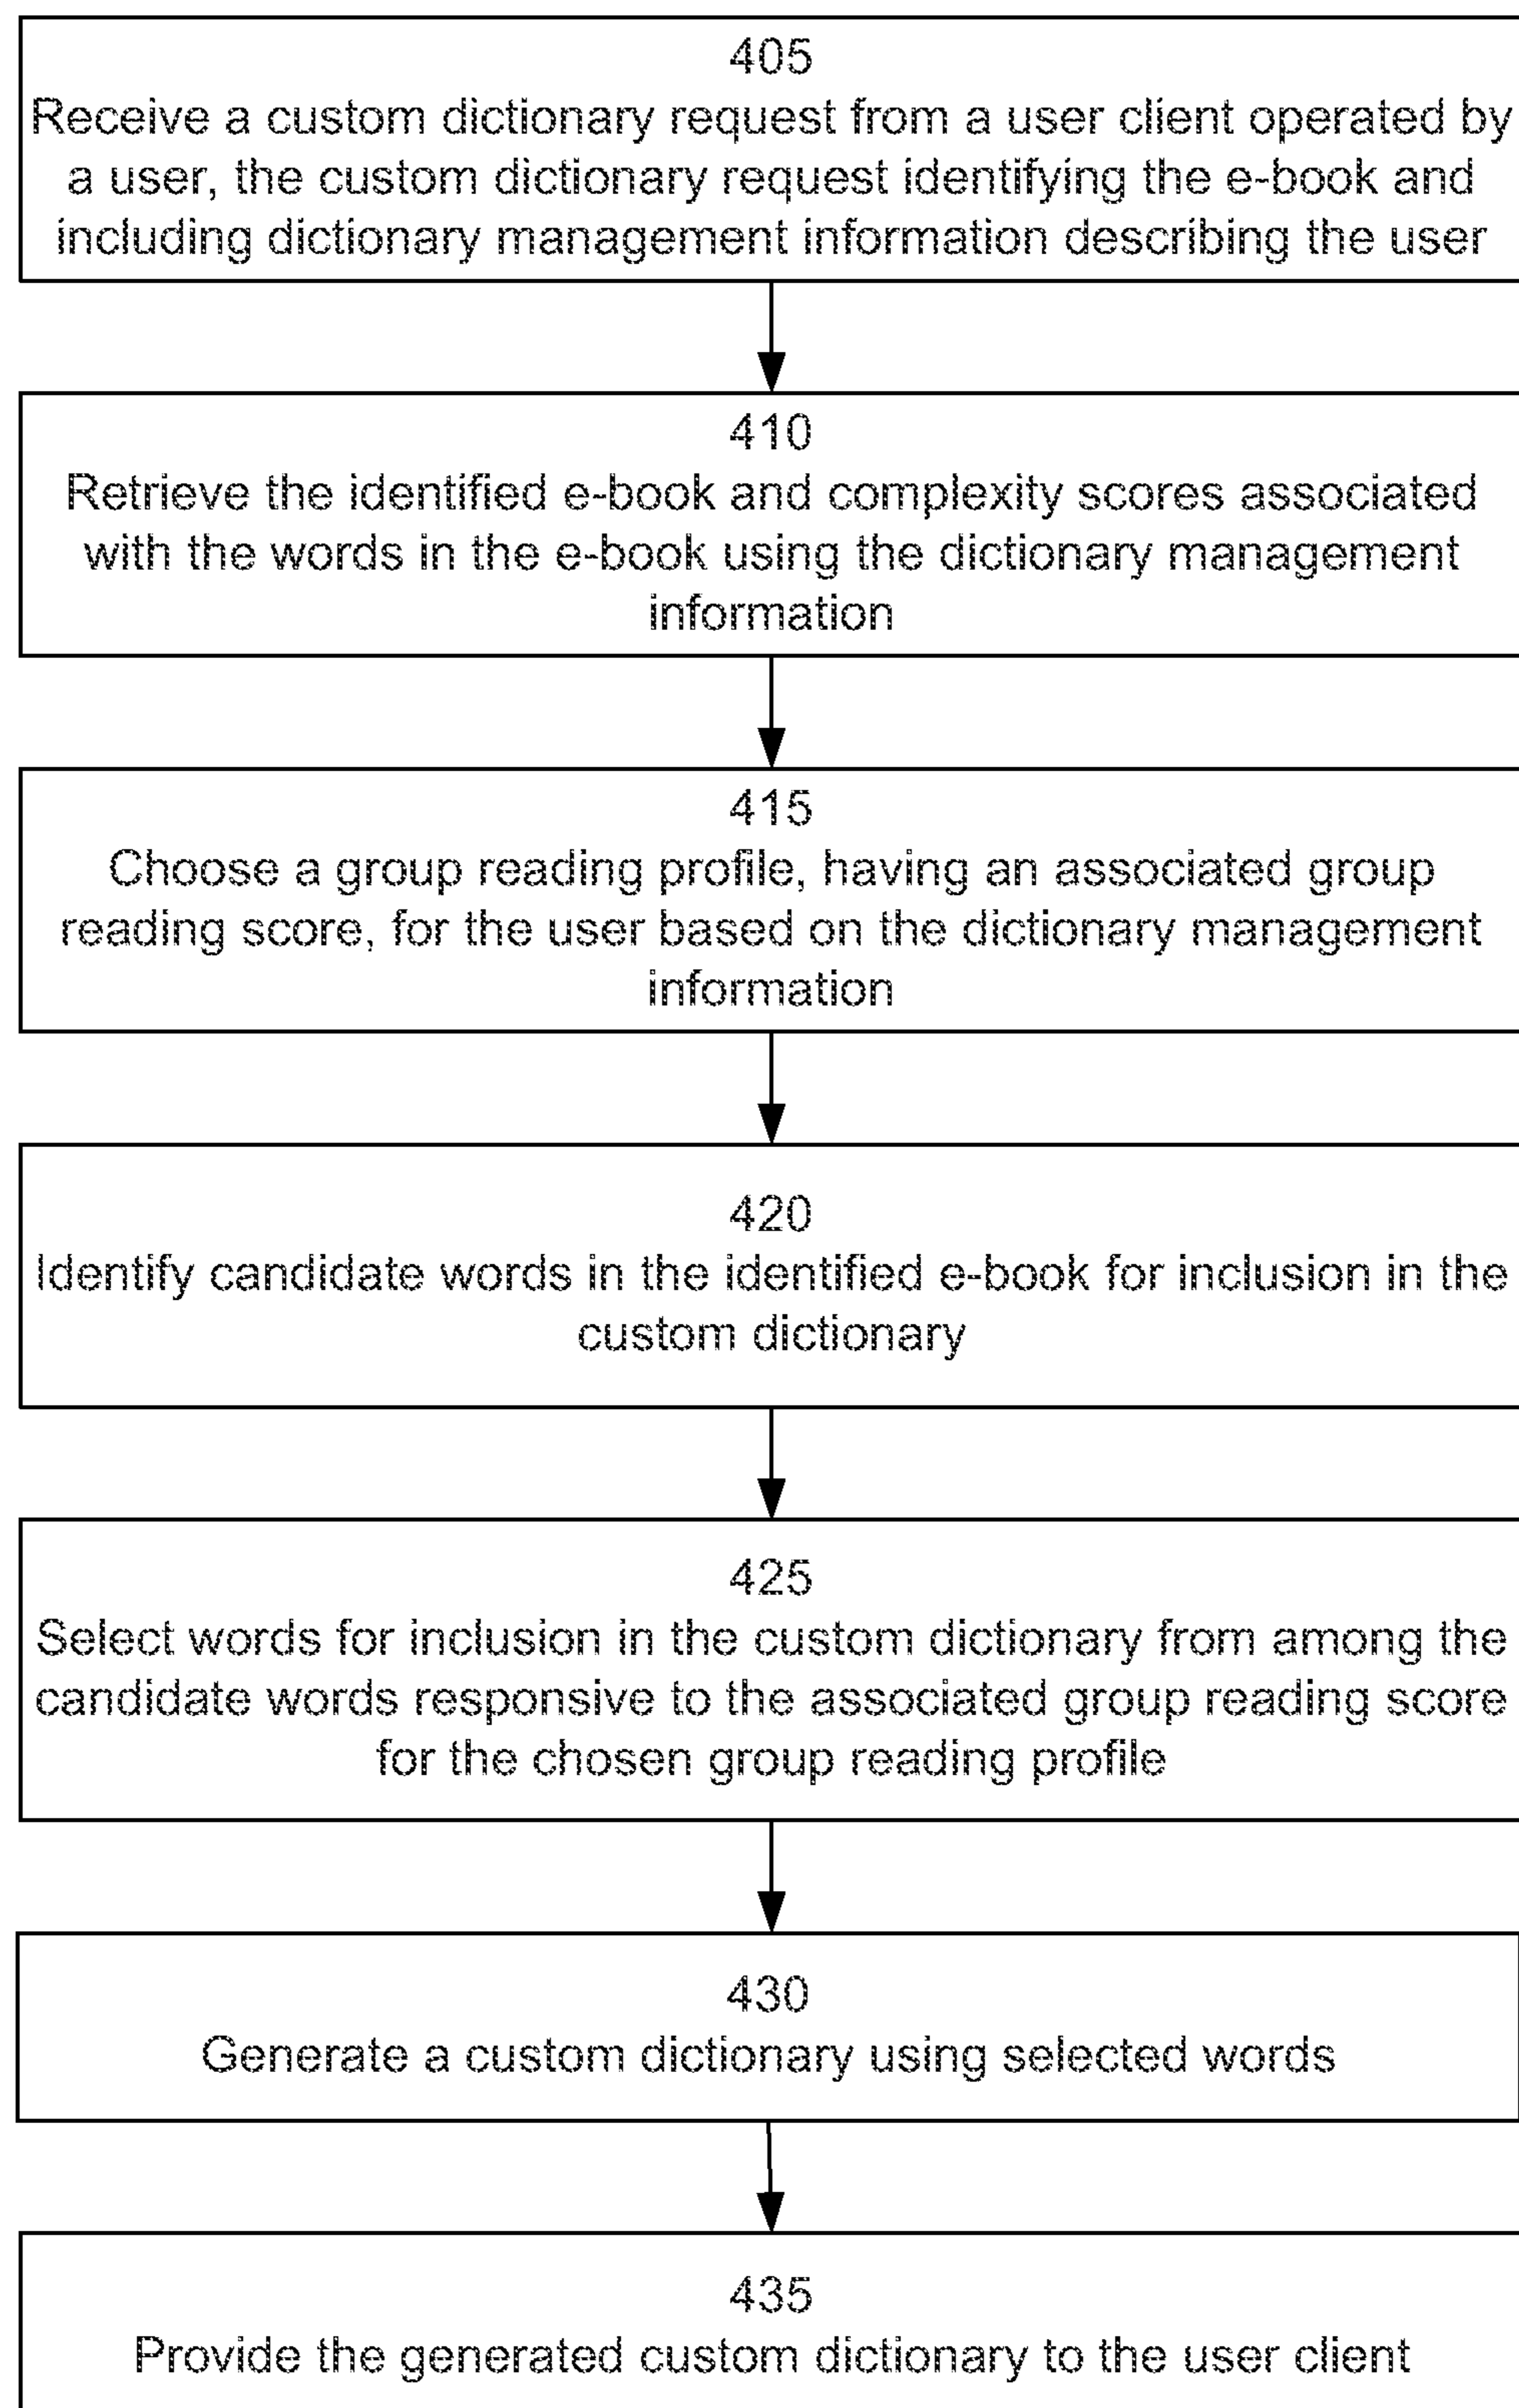 405
Receive a custom dictionary request from a user client operated by
a user, the custom dictionary request identifying the e-book and
including dictionary management information describing the user
410
Retrieve the identified e-book and complexity scores associated
with the words in the e-book using the dictionary management
information
415
Choose a group reading profile, having an associated group
reading score, for the user based on the dictionary management
information
420
Identify candidate words in the identified e-book for inclusion in the
custom dictionary
425
Select words for inclusion in the custom dictionary from among the
candidate words responsive to the associated group reading score
for the chosen group reading profile
430
Generate a custom dictionary using selected words
435
Provide the generated custom dictionary to the user client